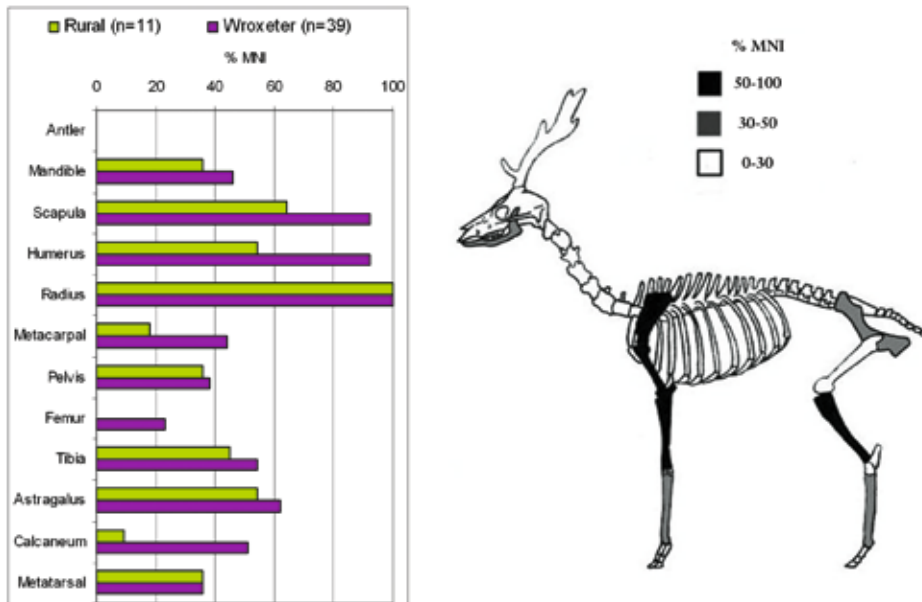 Rural (n=11) Wroxeter (n=39)
% MNI
0 20 40 60 80 100
Antler
Mandible
Scapula
Humerus
Radius
Metacarpal
Pelvis
Femur
Tibia
Astragalus
Calcaneum
Metatarsal
% MNI
50-100
30-50
0-30